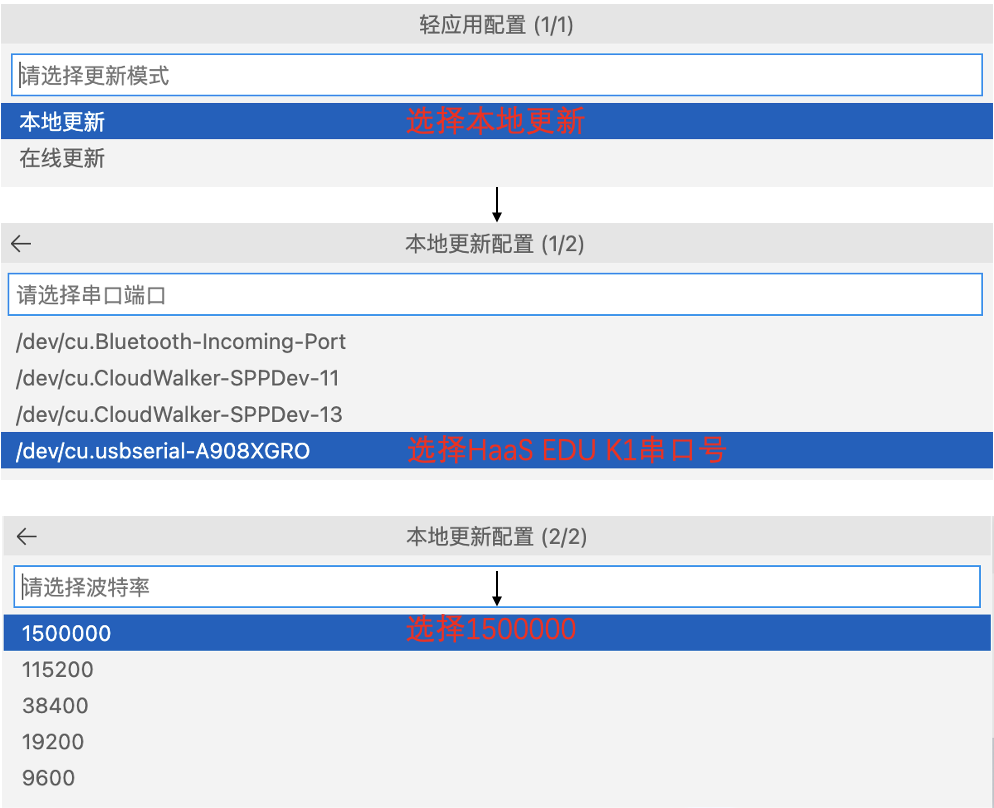 轻应用配置 (1/1)
请选择更新模式
本地更新 选择本地更新
在线更新
本地更新配置 (1/2)
请选择串口端口
/dev/cu.Bluetooth-Incoming-Port
/dev/cu.CloudWalker-SPPDev-11
/dev/cu.CloudWalker-SPPDev-13
/dev/cu.usbserial-A908XGRO 选择HaaS EDU K1串口号
本地更新配置 (2/2)
请选择波特率
1500000 选择1500000
115200
38400
19200
9600